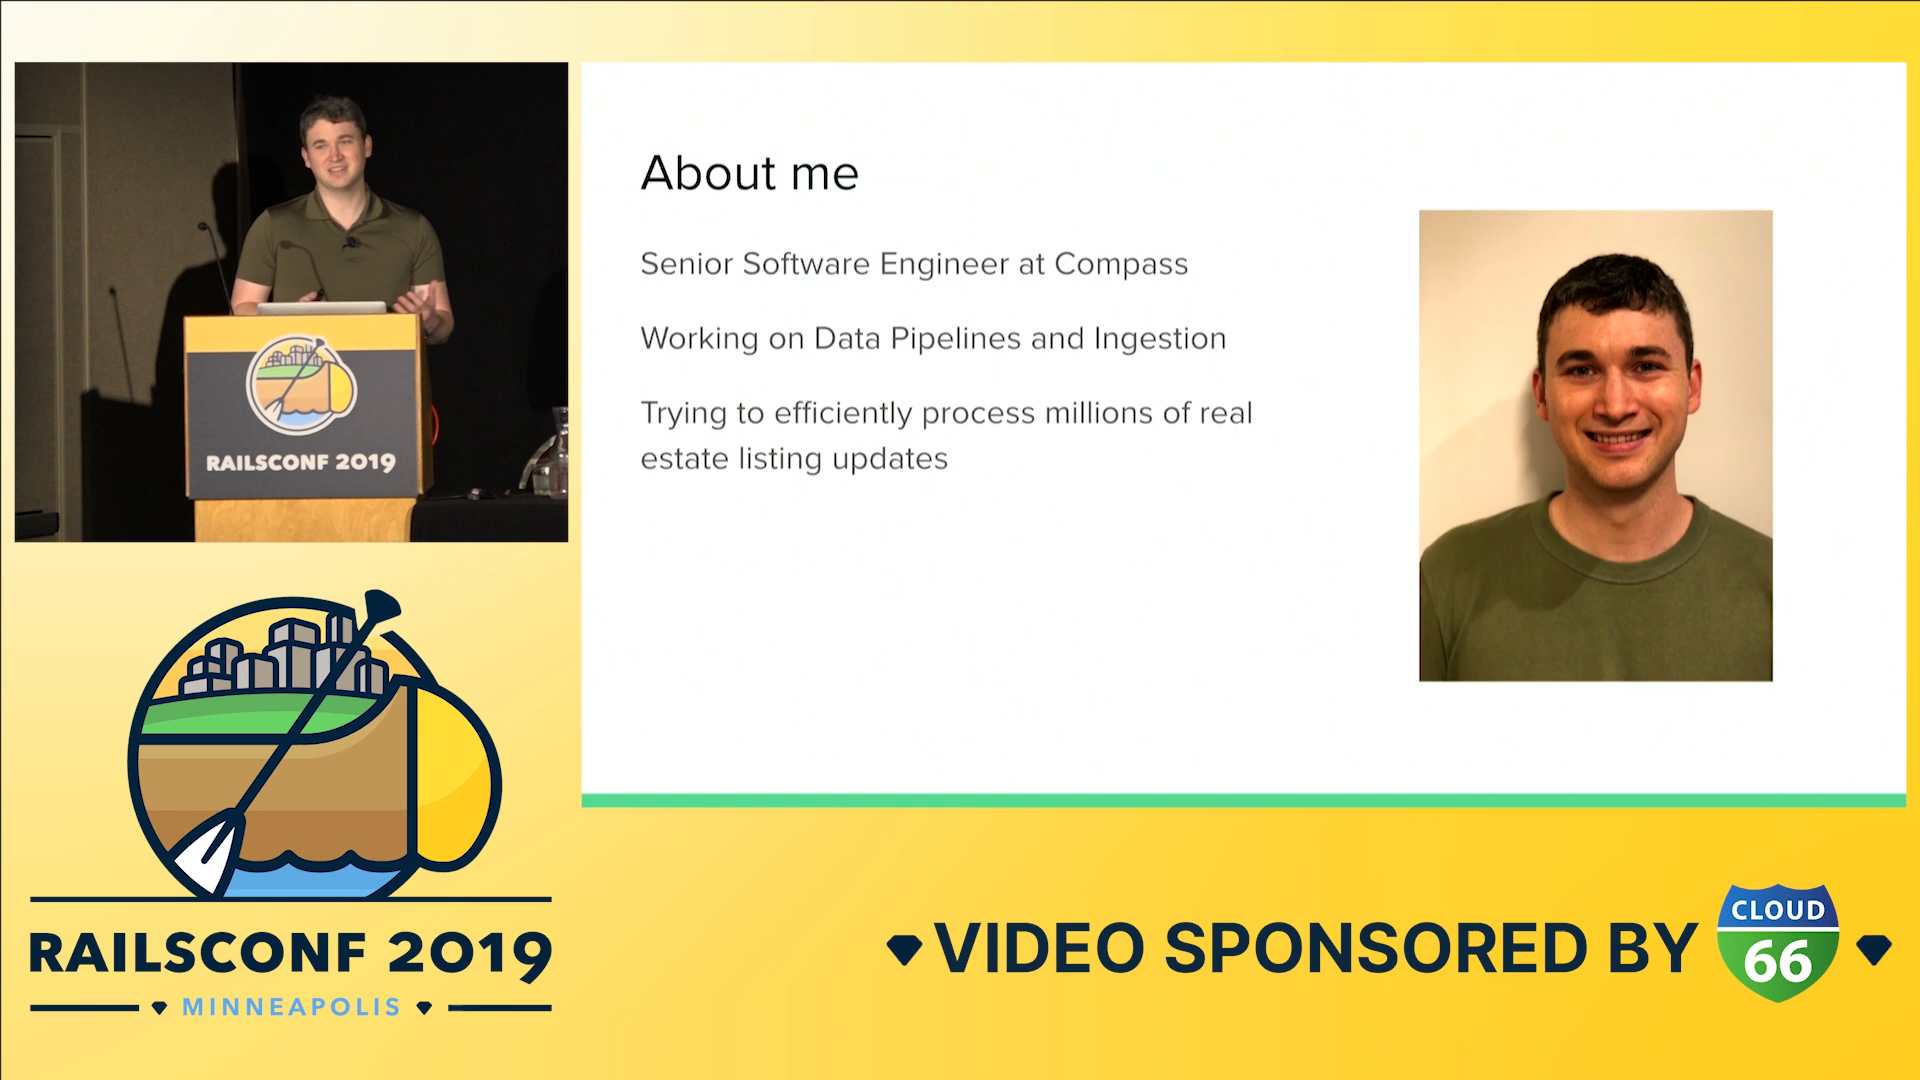 About me
Senior Software Engineer at Compass
Working on Data Pipelines and Ingestion
Trying to efficiently process millions of real
estate listing updates
RAILSCONF 2019
RAILSCONF 2019
MINNEAPOLIS
VIDEO SPONSORED BY
CLOUD
66